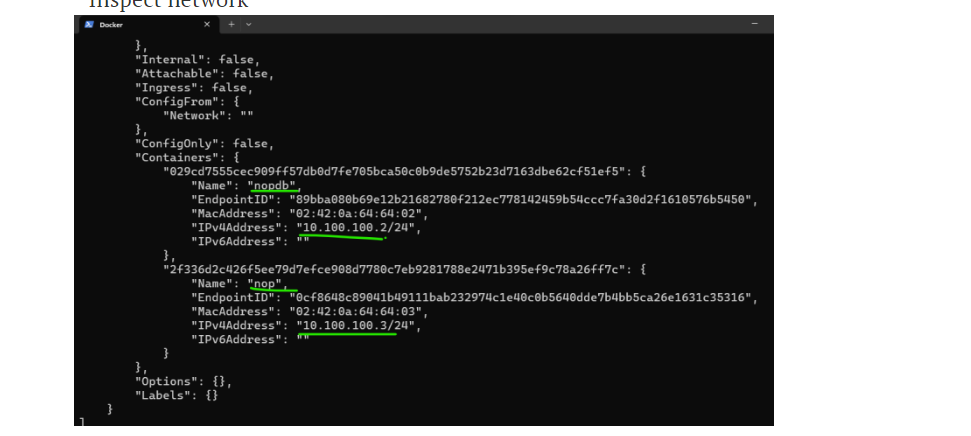 Inspect network
Docker
},
"Internal": false,
"Attachable": false,
"Ingress": false,
"ConfigFrom": {
"Network": ""
},
"ConfigOnly": false,
"Containers": {
"029cd7555cec909ff57db0d7fe705bca50c0b9de5752b23d7163dbe62cf51ef5": {
"Name": "nopdb",
"EndpointID": "89bba080b69e12b21682780f212ec778142459b54ccc7fa30d2f1610576b5450",
"MacAddress": "02:42:0a:64:64:02",
"IPv4Address": "10.100.100.2/24",
"IPv6Address": ""
},
"2f336d2c426f5ee79d7efce908d7780c7eb9281788e2471b395ef9c78a26ff7c": {
"Name": "nop",
"EndpointID": "0cf8648c89041b49111bab232974c1e40c0b5640dde7b4bb5ca26e1631c35316",
"MacAddress": "02:42:0a:64:64:03",
"IPv4Address": "10.100.100.3/24",
"IPv6Address": ""
}
},
"Options": {},
"Labels": {}
}
]